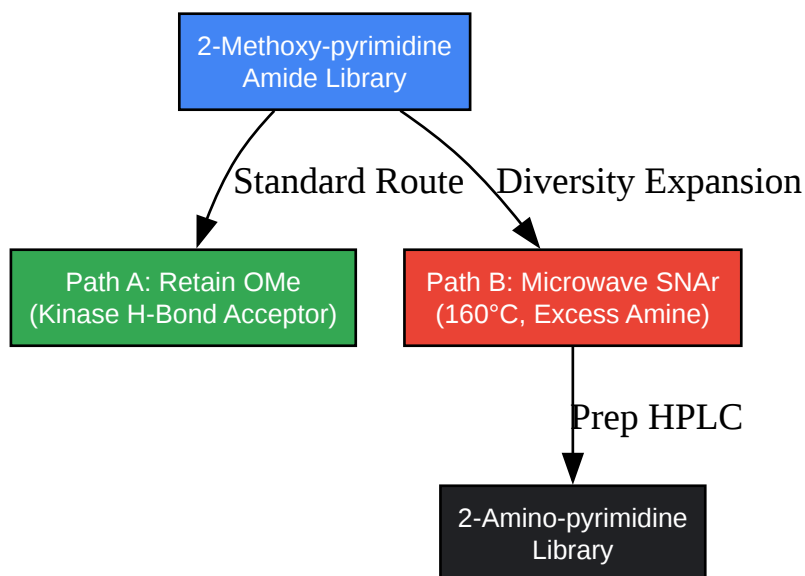 2-Methoxy-pyrimidine
Amide Library
Standard Route
Diversity Expansion
Path A: Retain OMe
(Kinase H-Bond Acceptor)
Path B: Microwave SNAr
(160°C, Excess Amine)
Prep HPLC
2-Amino-pyrimidine
Library